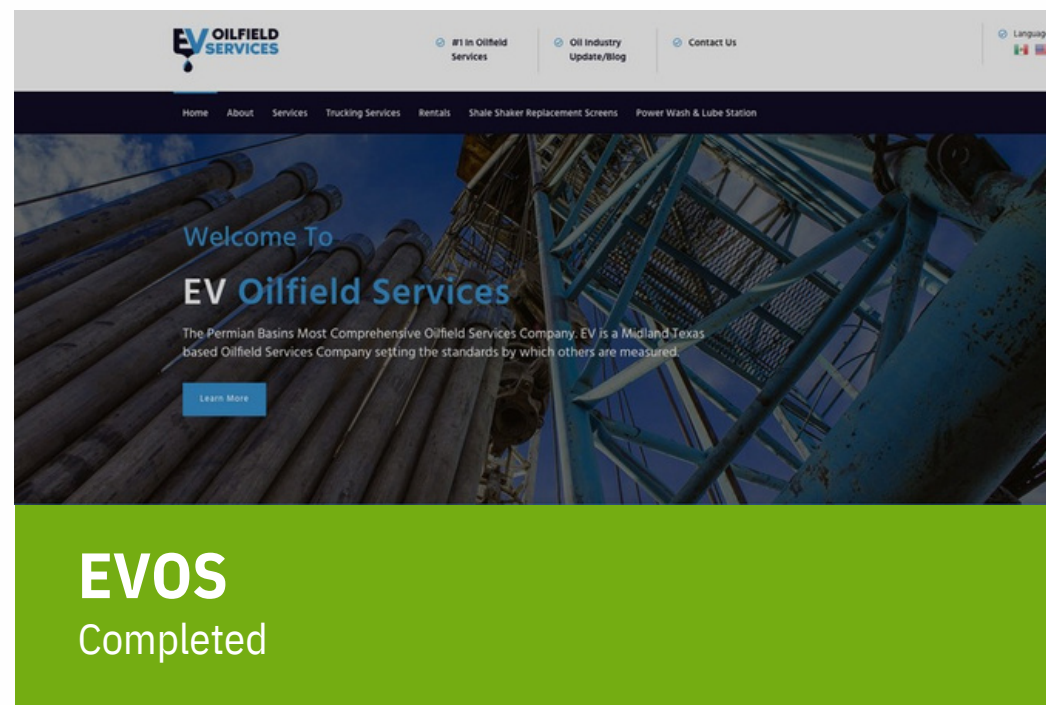 EV OILFIELD
SERVICES
#1 in Oilfield
Services
Oil Industry
Update/Blog
Contact Us
Home About Services Trucking Services Rentals Shale Shaker Replacement Screens Power Wash & Lube Station
Welcome To
EV Oilfield Services
The Permian Basins Most Comprehensive Oilfield Services Company. EV is a Midland Texas
based Oilfield Services Company setting the standards by which others are measured.
Learn More
EVOS
Completed